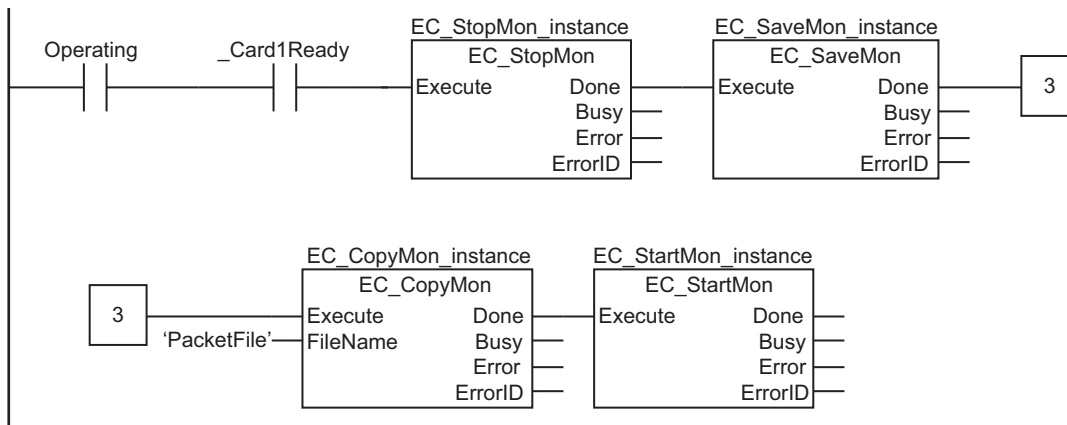 EC_StopMon_instance EC_SaveMon_instance
Operating _Card1Ready EC_StopMon EC_SaveMon
Execute Done Execute Done 3
Busy Busy
Error Error
ErrorID ErrorID
EC_CopyMon_instance EC_StartMon_instance
EC_CopyMon EC_StartMon
3 Execute Done Execute Done
‘PacketFile’ FileName Busy Busy
Error Error
ErrorID ErrorID